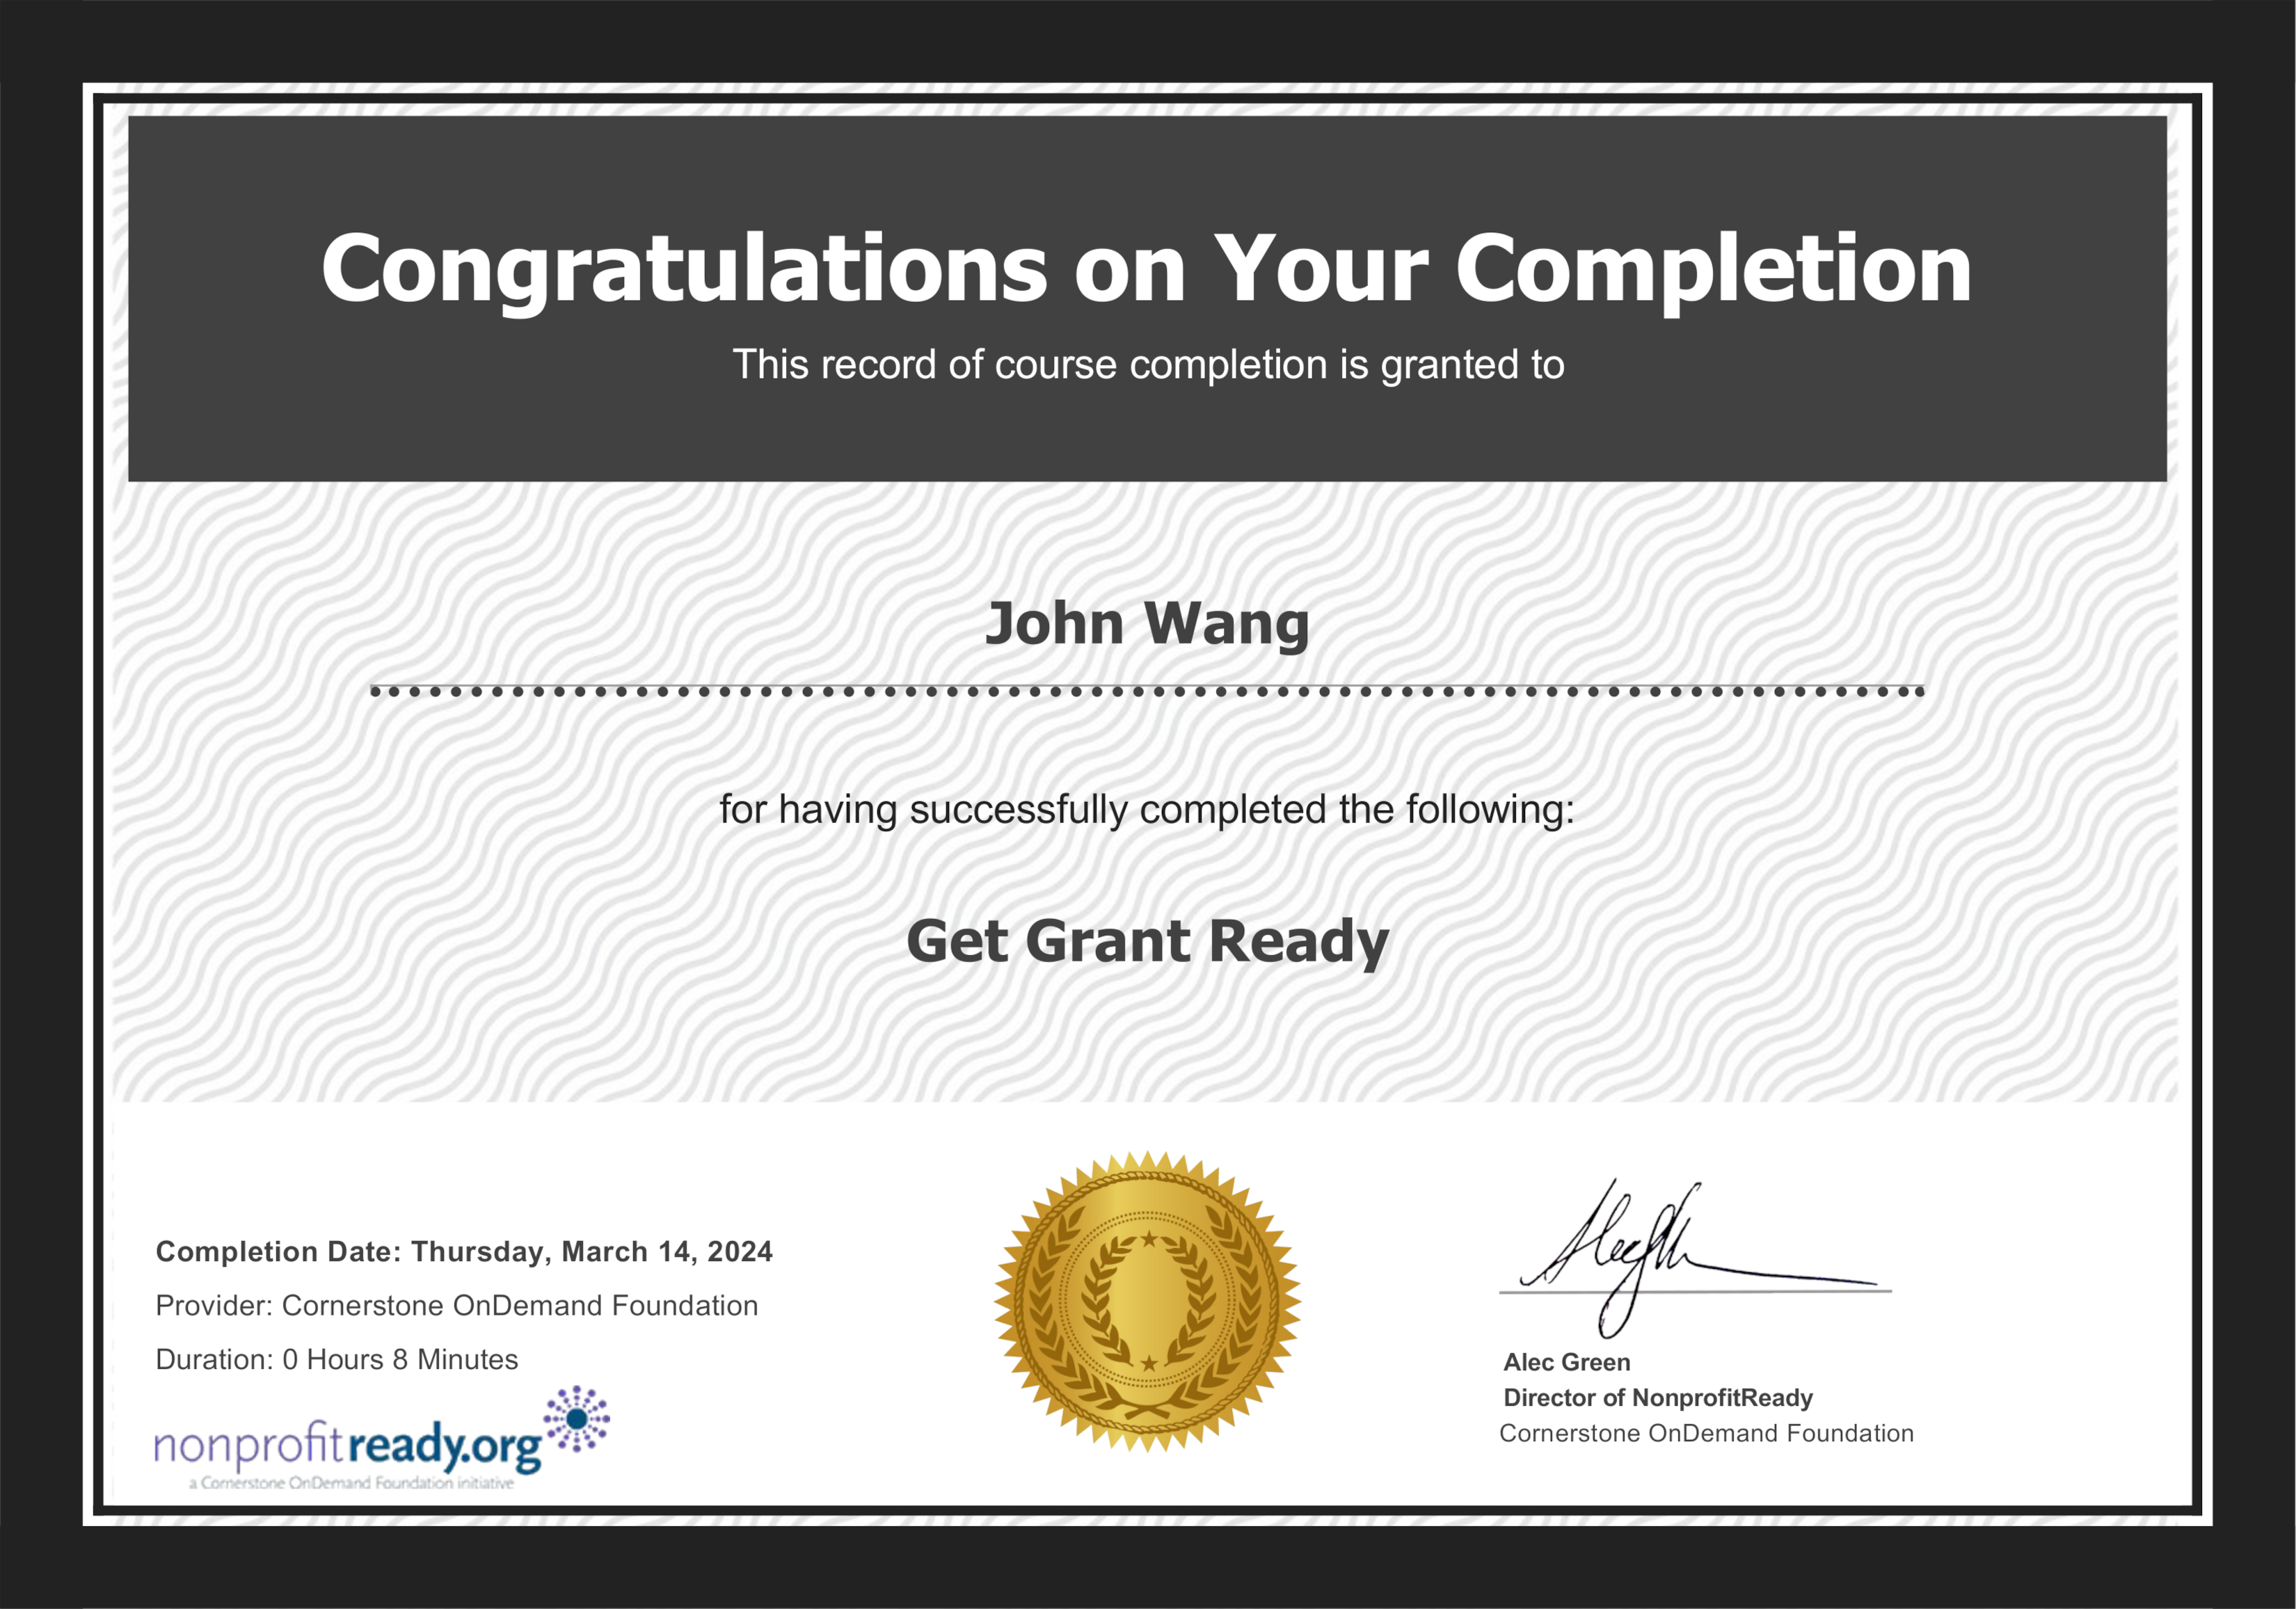 Congratulations on Your Completion
This record of course completion is granted to
John Wang
for having successfully completed the following:
Get Grant Ready
Completion Date: Thursday, March 14, 2024
Provider: Cornerstone OnDemand Foundation
Duration: 0 Hours 8 Minutes
nonprofitready.org
a Cornerstone OnDemand Foundation initiative
Alec Green
Director of NonprofitReady
Cornerstone OnDemand Foundation